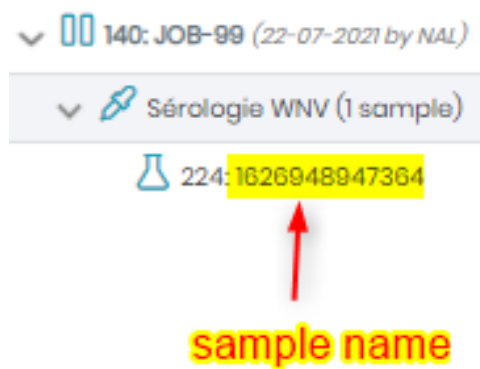 140: JOB-99 (22-07-2021 by NAL)
Sérologie WNV (1 sample)
224: 1626948947364
sample name